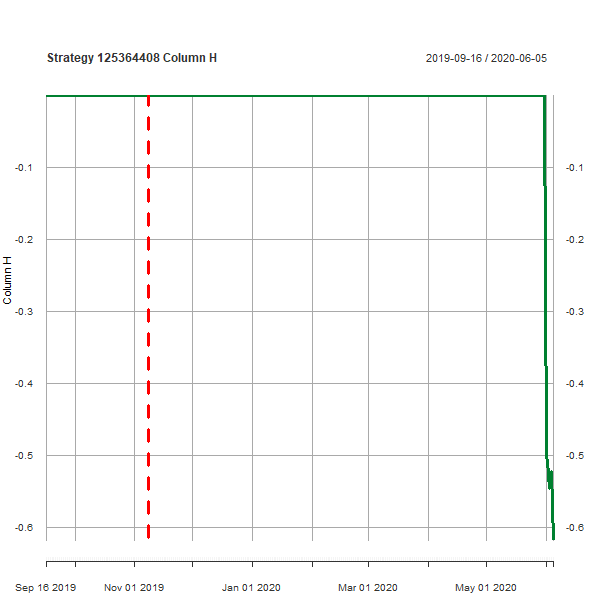 Strategy 125364408 Column H
2019-09-16 / 2020-06-05
-0.1 -0.1
-0.2 -0.2
-0.3 -0.3
-0.4 -0.4
-0.5 -0.5
-0.6 -0.6
Column H
Sep 16 2019 Nov 01 2019 Jan 01 2020 Mar 01 2020 May 01 2020